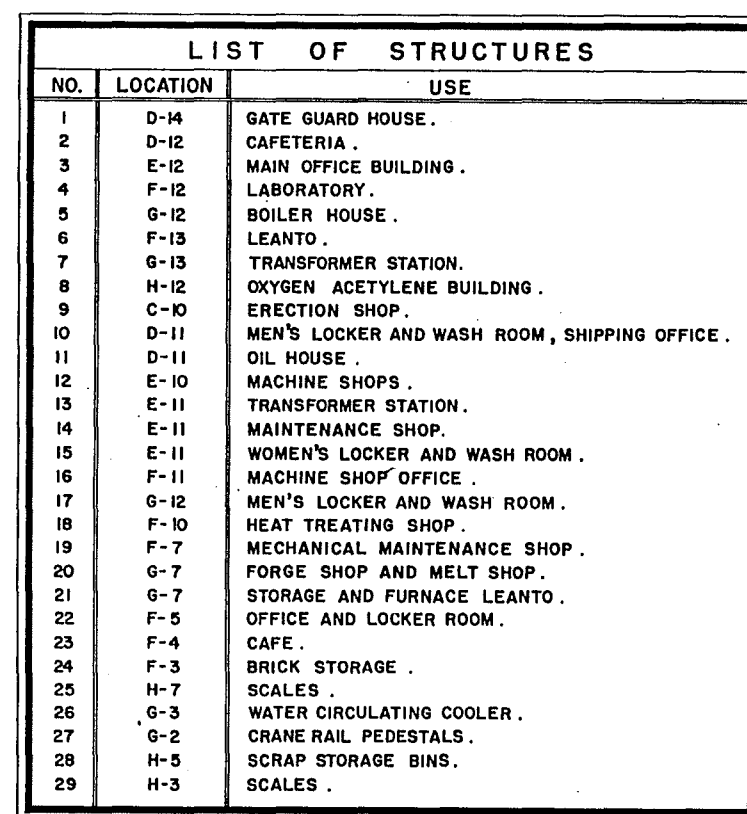 LIST OF STRUCTURES
NO. LOCATION USE
1 D-14 GATE GUARD HOUSE.
2 D-12 CAFETERIA.
3 E-12 MAIN OFFICE BUILDING.
4 F-12 LABORATORY.
5 G-12 BOILER HOUSE.
6 F-13 LEANTO.
7 G-13 TRANSFORMER STATION.
8 H-12 OXYGEN ACETYLENE BUILDING.
9 C-10 ERECTION SHOP.
10 D-11 MEN'S LOCKER AND WASH ROOM, SHIPPING OFFICE.
11 D-11 OIL HOUSE.
12 E-10 MACHINE SHOPS.
13 E-11 TRANSFORMER STATION.
14 E-11 MAINTENANCE SHOP.
15 E-11 WOMEN'S LOCKER AND WASH ROOM.
16 F-11 MACHINE SHOP OFFICE.
17 G-12 MEN'S LOCKER AND WASH ROOM.
18 F-10 HEAT TREATING SHOP.
19 F-7 MECHANICAL MAINTENANCE SHOP.
20 G-7 FORGE SHOP AND MELT SHOP.
21 G-7 STORAGE AND FURNACE LEANTO.
22 F-5 OFFICE AND LOCKER ROOM.
23 F-4 CAFE.
24 F-3 BRICK STORAGE.
25 H-7 SCALES.
26 G-3 WATER CIRCULATING COOLER.
27 G-2 CRANE RAIL PEDESTALS.
28 H-5 SCRAP STORAGE BINS.
29 H-3 SCALES.